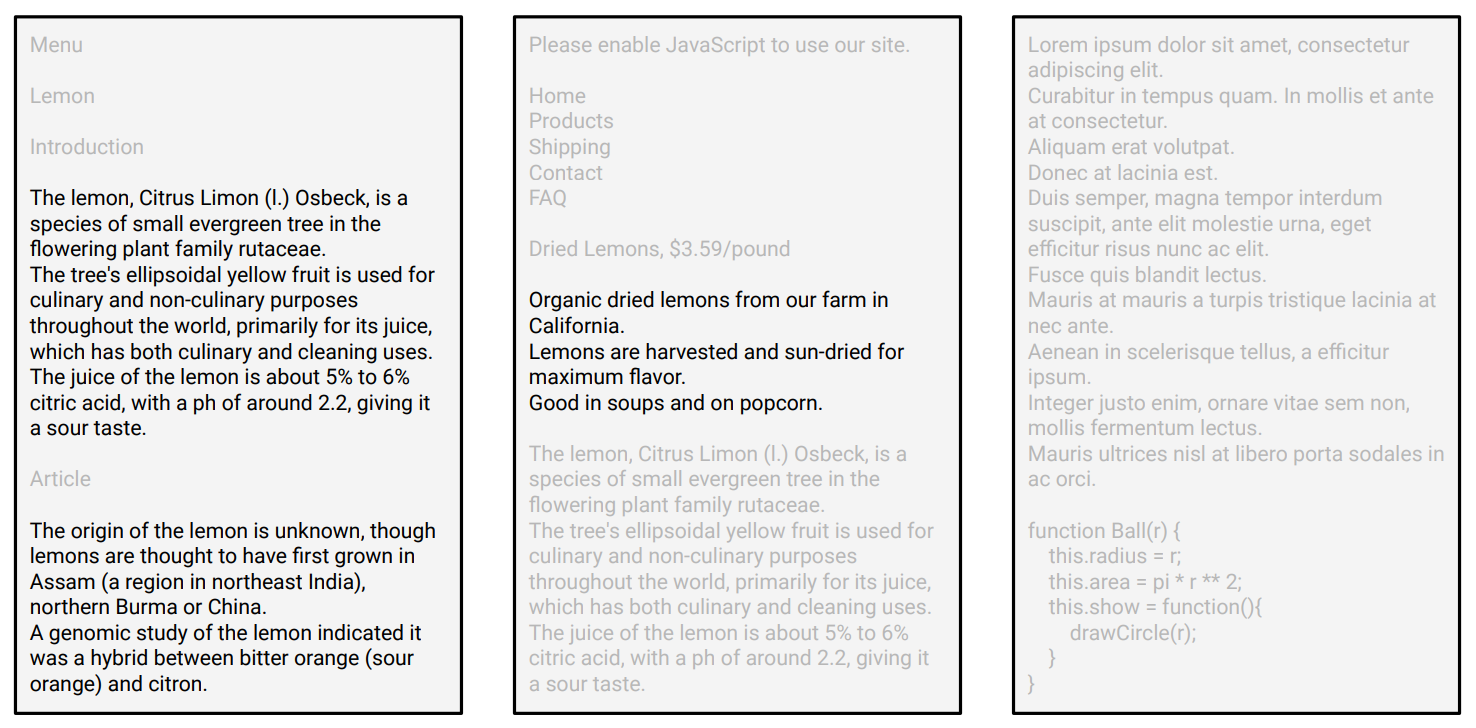 Menu
Lemon
Introduction
The lemon, Citrus Limon (l.) Osbeck, is a
species of small evergreen tree in the
flowering plant family rutaceae.
The tree's ellipsoidal yellow fruit is used for
culinary and non-culinary purposes
throughout the world, primarily for its juice,
which has both culinary and cleaning uses.
The juice of the lemon is about 5% to 6%
citric acid, with a ph of around 2.2, giving it
a sour taste.
Article
The origin of the lemon is unknown, though
lemons are thought to have first grown in
Assam (a region in northeast India),
northern Burma or China.
A genomic study of the lemon indicated it
was a hybrid between bitter orange (sour
orange) and citron.
Please enable JavaScript to use our site.
Home
Products
Shipping
Contact
FAQ
Dried Lemons, $3.59/pound
Organic dried lemons from our farm in
California.
Lemons are harvested and sun-dried for
maximum flavor.
Good in soups and on popcorn.
The lemon, Citrus Limon (l.) Osbeck, is a
species of small evergreen tree in the
flowering plant family rutaceae.
The tree's ellipsoidal yellow fruit is used for
culinary and non-culinary purposes
throughout the world, primarily for its juice,
which has both culinary and cleaning uses.
The juice of the lemon is about 5% to 6%
citric acid, with a ph of around 2.2, giving it
a sour taste.
Lorem ipsum dolor sit amet, consectetur
adipiscing elit.
Curabitur in tempus quam. In mollis et ante
at consectetur.
Aliquam erat volutpat.
Donec at lacinia est.
Duis semper, magna tempor interdum
suscipit, ante elit molestie urna, eget
efficitur risus nunc ac elit.
Fusce quis blandit lectus.
Mauris at mauris a turpis tristique lacinia at
nec ante.
Aenean in scelerisque tellus, a efficitur
ipsum.
Integer justo enim, ornare vitae sem non,
mollis fermentum lectus.
Mauris ultrices nisl at libero porta sodales in
ac orci.
function Ball(r) {
this.radius = r;
this.area = pi * r ** 2;
this.show = function(){
drawCircle(r);
}
}